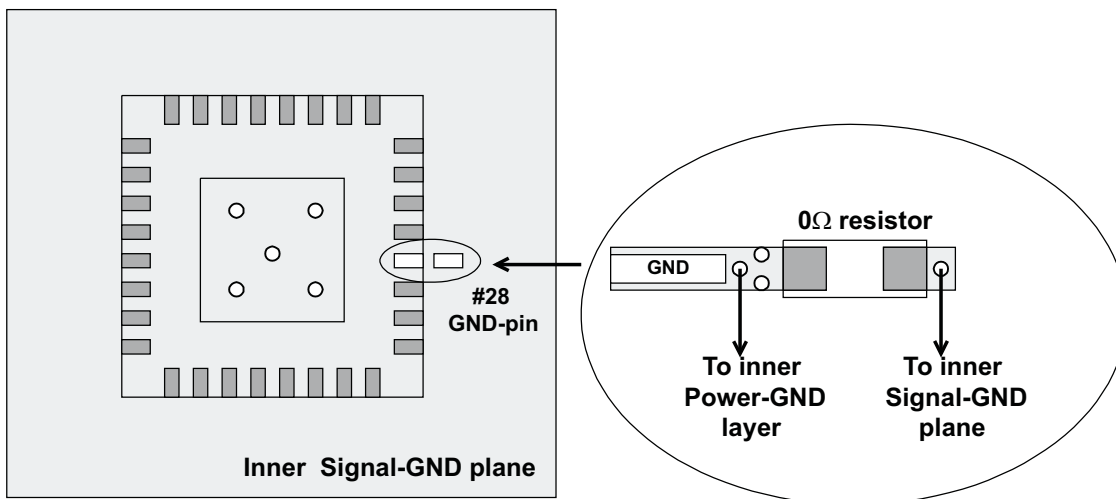 #28
GND-pin
Inner  Signal-GND plane
0Ω resistor
GND
To inner
Power-GND
layer
To inner
Signal-GND
plane